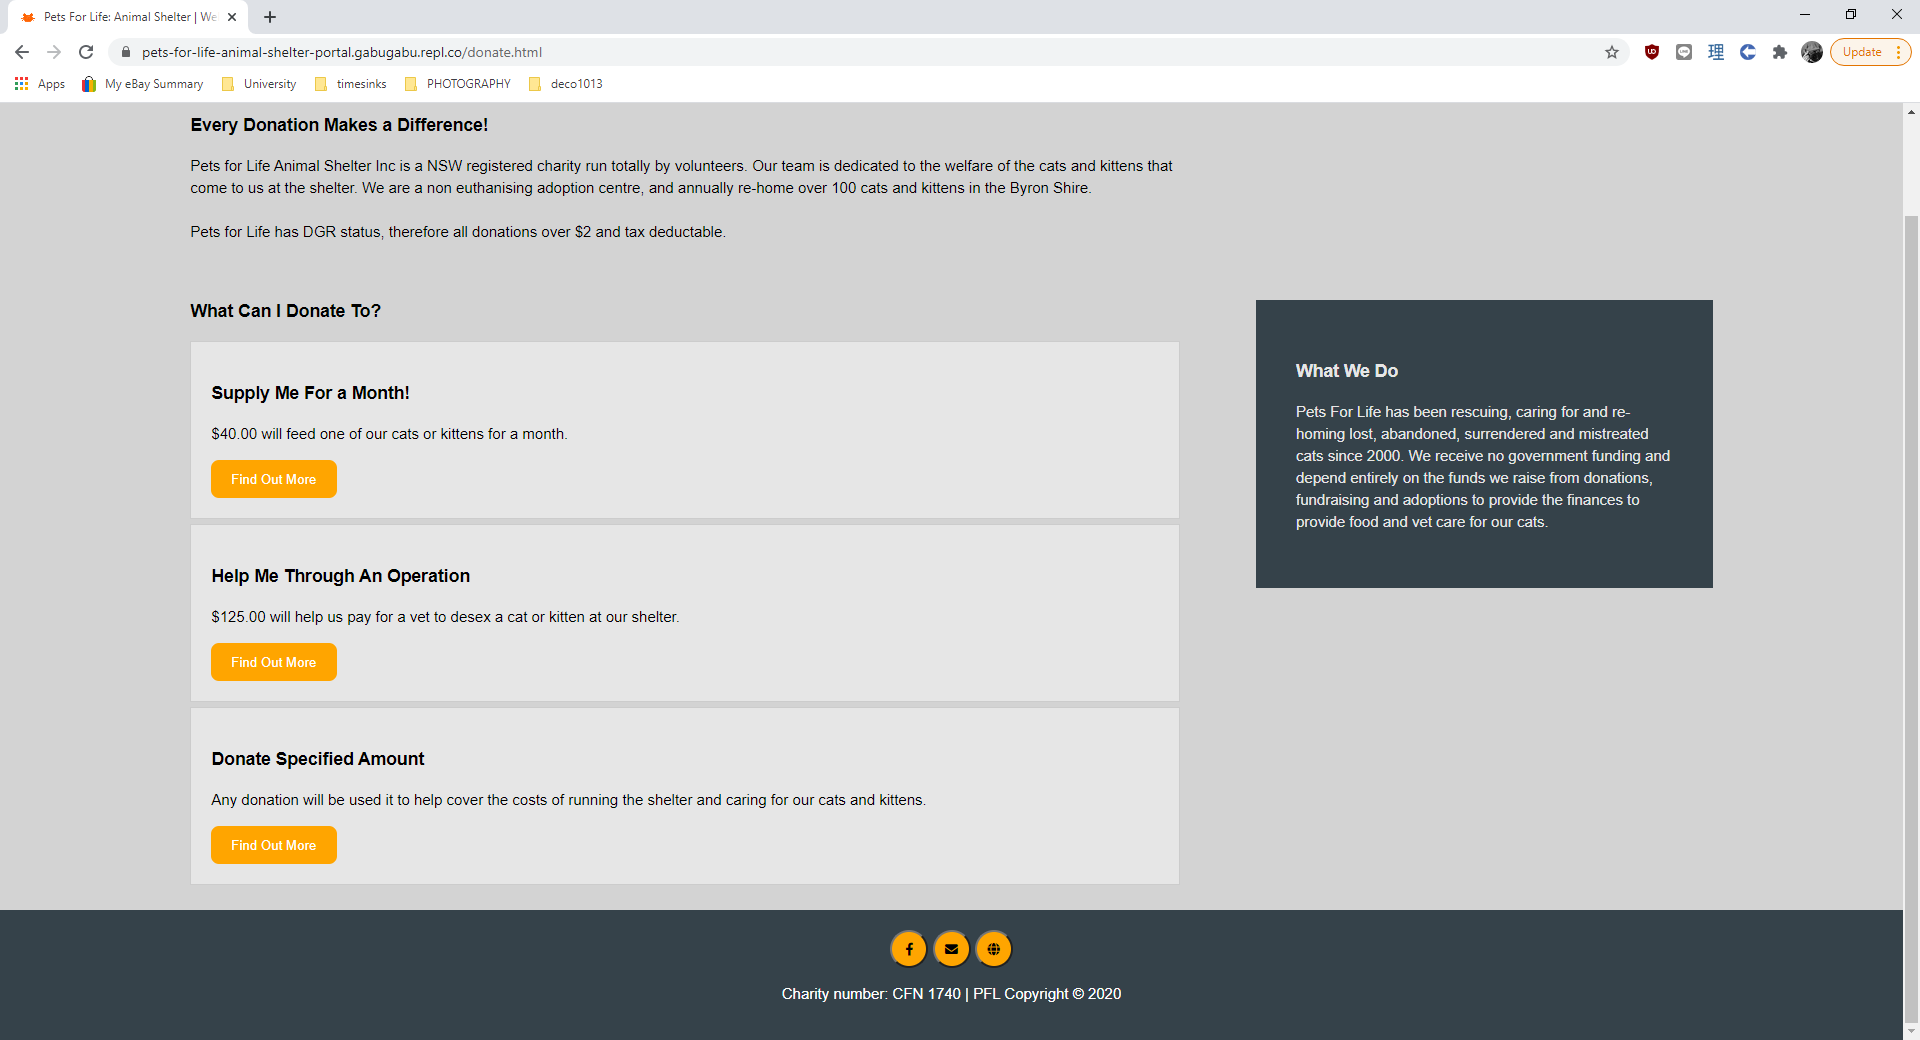 Pets For Life: Animal Shelter | We
pets-for-life-animal-shelter-portal.gabugabu.repl.co/donate.html
Update
Apps
My eBay Summary
University
timesinks
PHOTOGRAPHY
deco1013
Every Donation Makes a Difference!
Pets for Life Animal Shelter Inc is a NSW registered charity run totally by volunteers. Our team is dedicated to the welfare of the cats and kittens that
come to us at the shelter. We are a non euthanising adoption centre, and annually re-home over 100 cats and kittens in the Byron Shire.
Pets for Life has DGR status, therefore all donations over $2 and tax deductable.
What Can I Donate To?
Supply Me For a Month!
$40.00 will feed one of our cats or kittens for a month.
Find Out More
Help Me Through An Operation
$125.00 will help us pay for a vet to desex a cat or kitten at our shelter.
Find Out More
Donate Specified Amount
Any donation will be used it to help cover the costs of running the shelter and caring for our cats and kittens.
Find Out More
What We Do
Pets For Life has been rescuing, caring for and re-
homing lost, abandoned, surrendered and mistreated
cats since 2000. We receive no government funding and
depend entirely on the funds we raise from donations,
fundraising and adoptions to provide the finances to
provide food and vet care for our cats.
Charity number: CFN 1740 | PFL Copyright © 2020